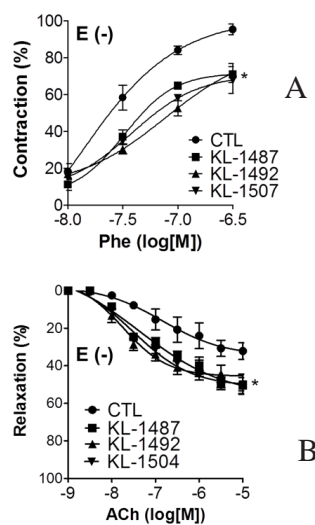 E (-)
100
80
60
40
20
0
Contraction (%)
*
A
CTL
KL-1487
KL-1492
KL-1507
-8.0 -7.5 -7.0 -6.5
Phe (log[M])
0
20
40
60
80
100
Relaxation (%)
E (-)
*
CTL
KL-1487
KL-1492
KL-1504
B
-9 -8 -7 -6 -5
ACh (log[M])